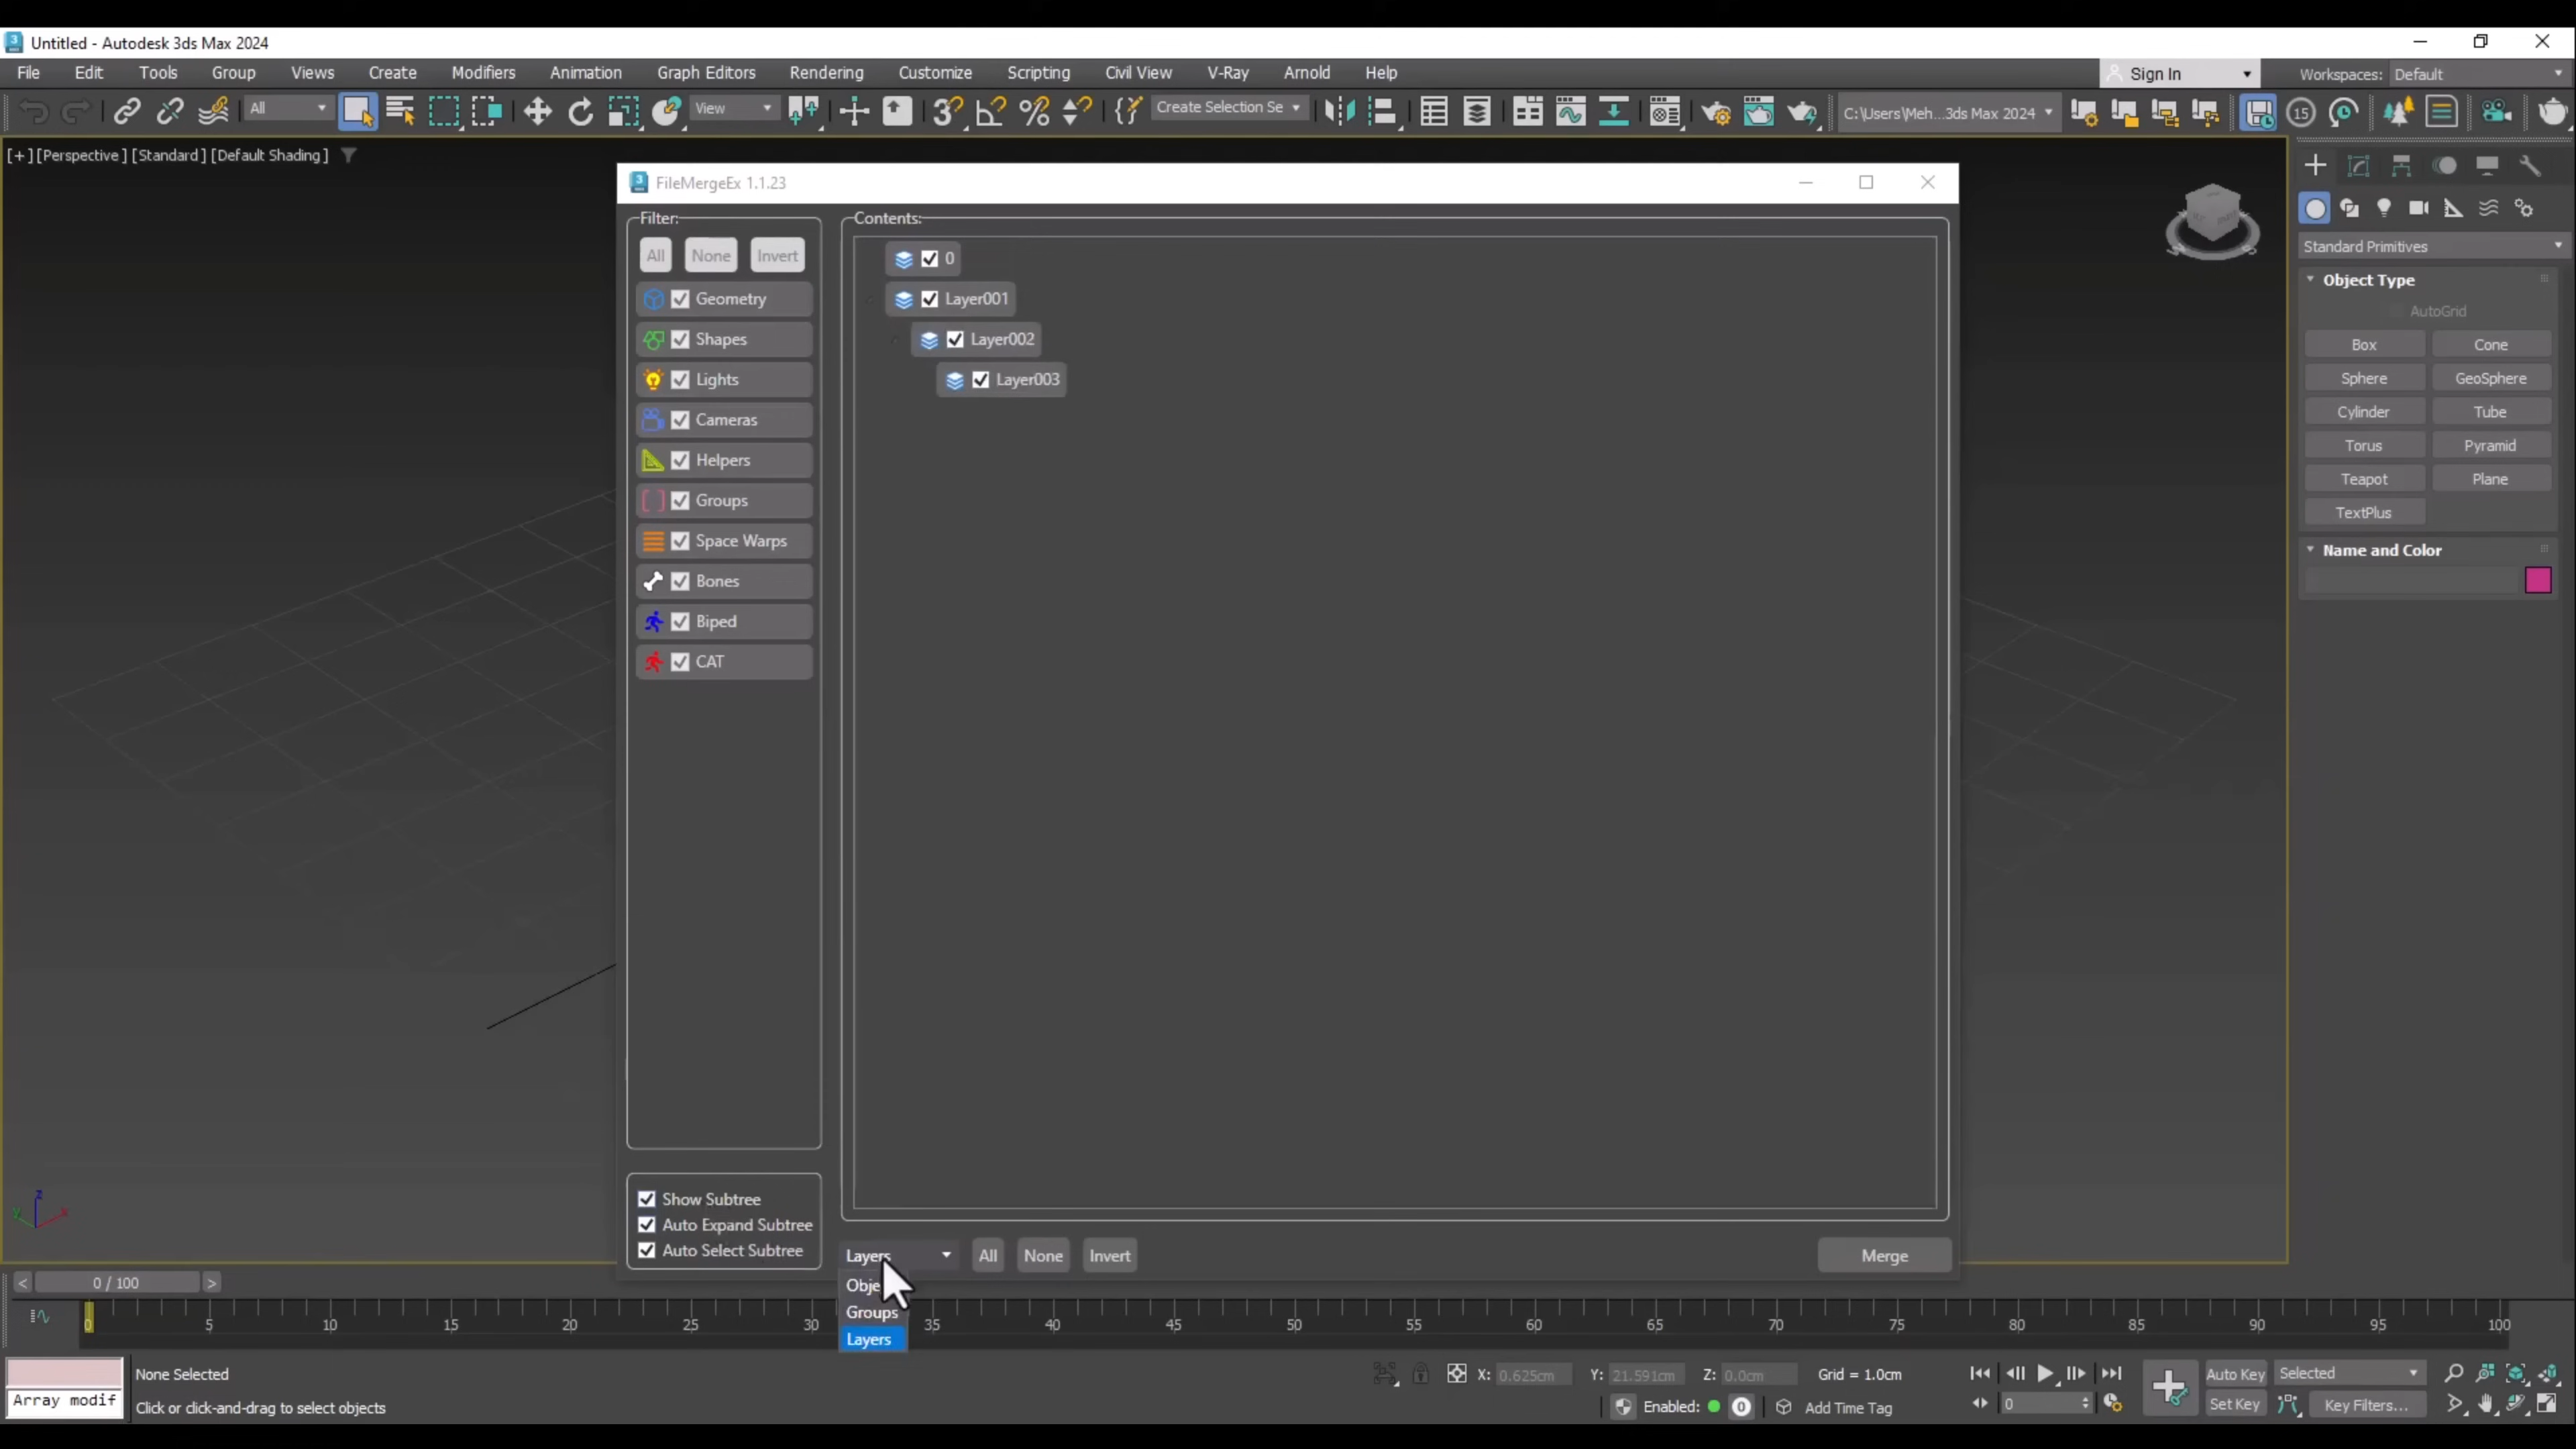 Untitled - Autodesk 3ds Max 2024
File Edit Tools Group Views Create Modifiers Animation Graph Editors Rendering Customize Scripting Civil View V-Ray Arnold Help
Sign In
Workspaces: Default
All
View
Create Selection Se
C:\Users\Meh...3ds Max 2024
15
[+] [Perspective] [Standard] [Default Shading]
FileMergeEx 1.1.23
Filter:
All None Invert
Geometry
Shapes
Lights
Cameras
Helpers
Groups
Space Warps
Bones
Biped
CAT
Show Subtree
Auto Expand Subtree
Auto Select Subtree
Contents:
0
Layer001
Layer002
Layer003
Layers
All None Invert
Merge
Groups
Layers
Standard Primitives
Object Type
AutoGrid
Box Cone
Sphere GeoSphere
Cylinder Tube
Torus Pyramid
Teapot Plane
TextPlus
Name and Color
z
y x
< 0 / 100 >
0 5 10 15 20 25 30 35 40 45 50 55 60 65 70 75 80 85 90 95 100
Array modif
None Selected
Click or click-and-drag to select objects
X: 0.625cm Y: 21.591cm Z: 0.0cm Grid = 1.0cm
Enabled: 0 Add Time Tag
0
Auto Key Selected
Set Key Key Filters...